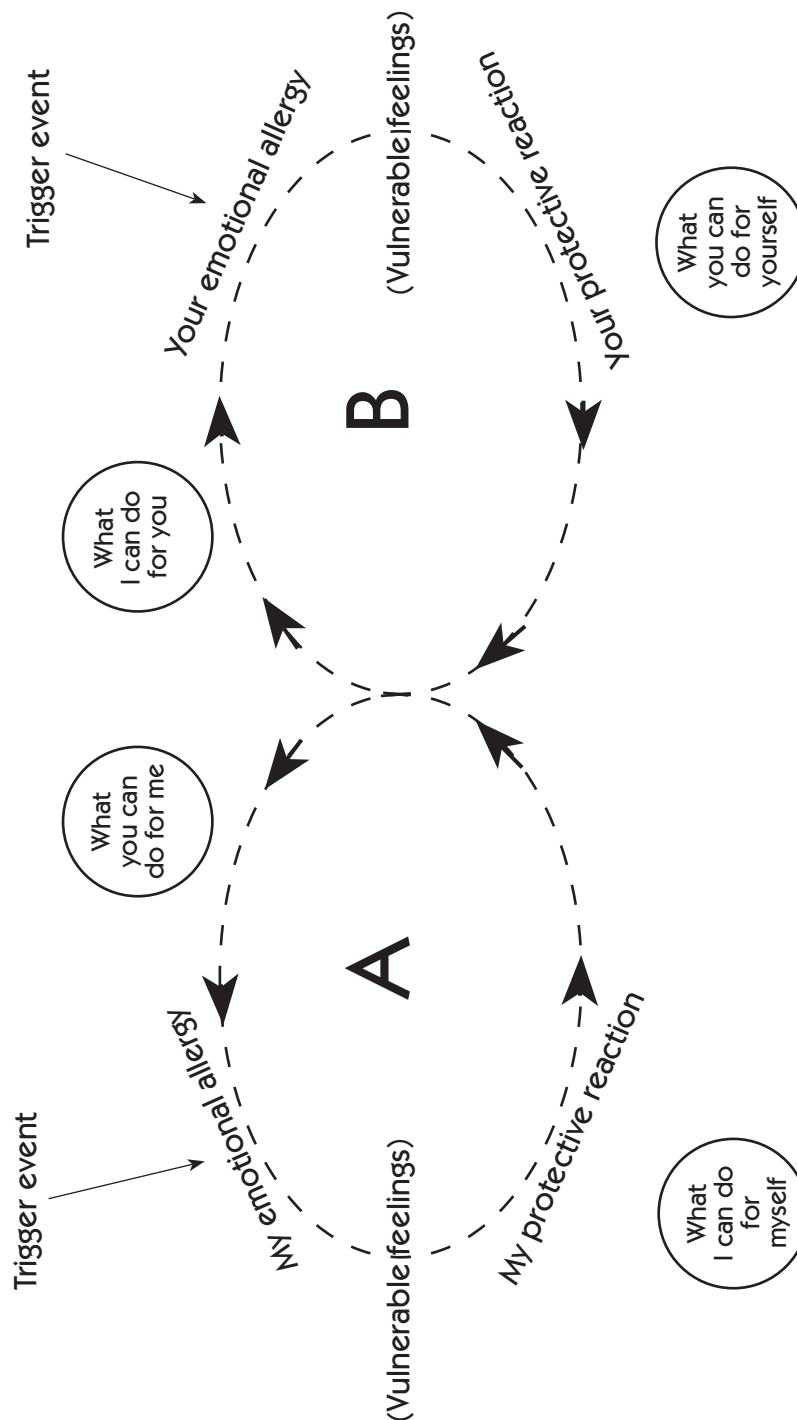 Trigger event
Trigger event
What
you can
do for me
What
I can do
for you
My emotional allergy
Your emotional allergy
(Vulnerable feelings)
A
B
(Vulnerable feelings)
My protective reaction
Your protective reaction
What
I can do
for
myself
What
you can
do for
yourself